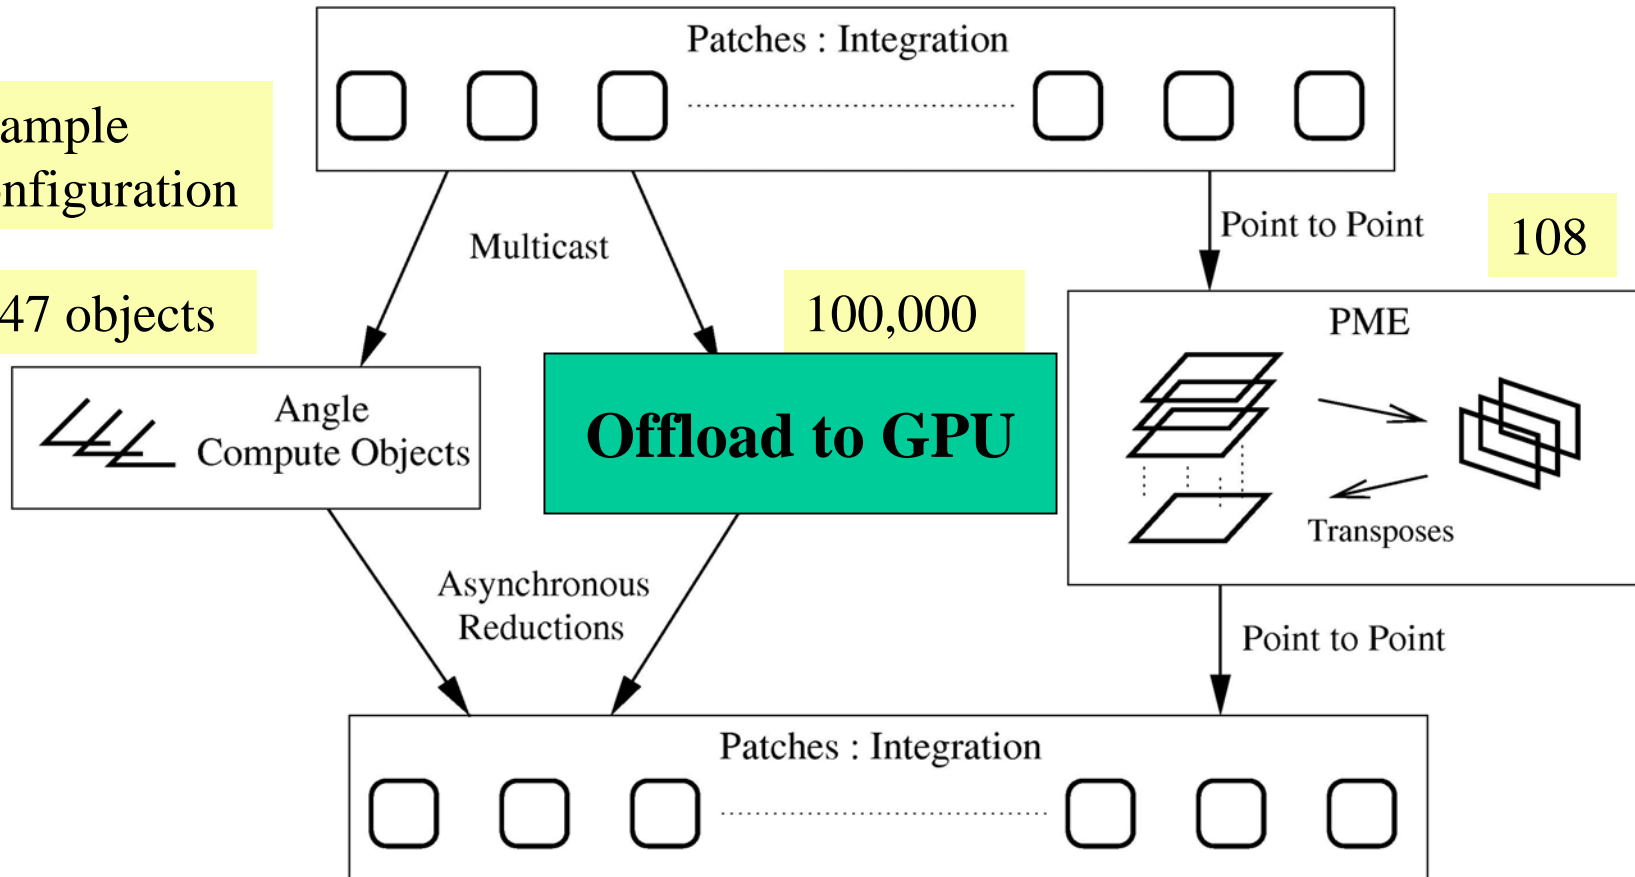 Patches : Integration
ample
nfiguration
Multicast
Point to Point
108
47 objects
100,000
PME
Angle
Compute Objects
Offload to GPU
Transposes
Asynchronous
Reductions
Point to Point
Patches : Integration